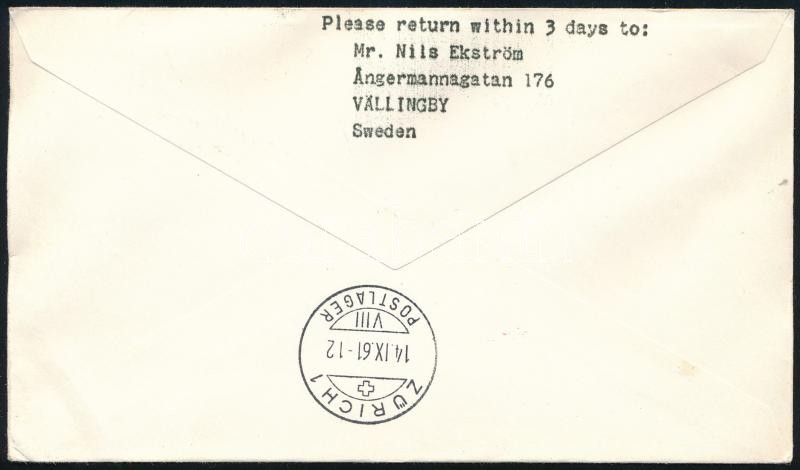 Please return within 3 days to:
Mr. Nils Ekström
Ångermannagatan 176
VÄLLINGBY
Sweden
ZÜRICH 1
14.IX.61-12
VIII
POSTLAGER